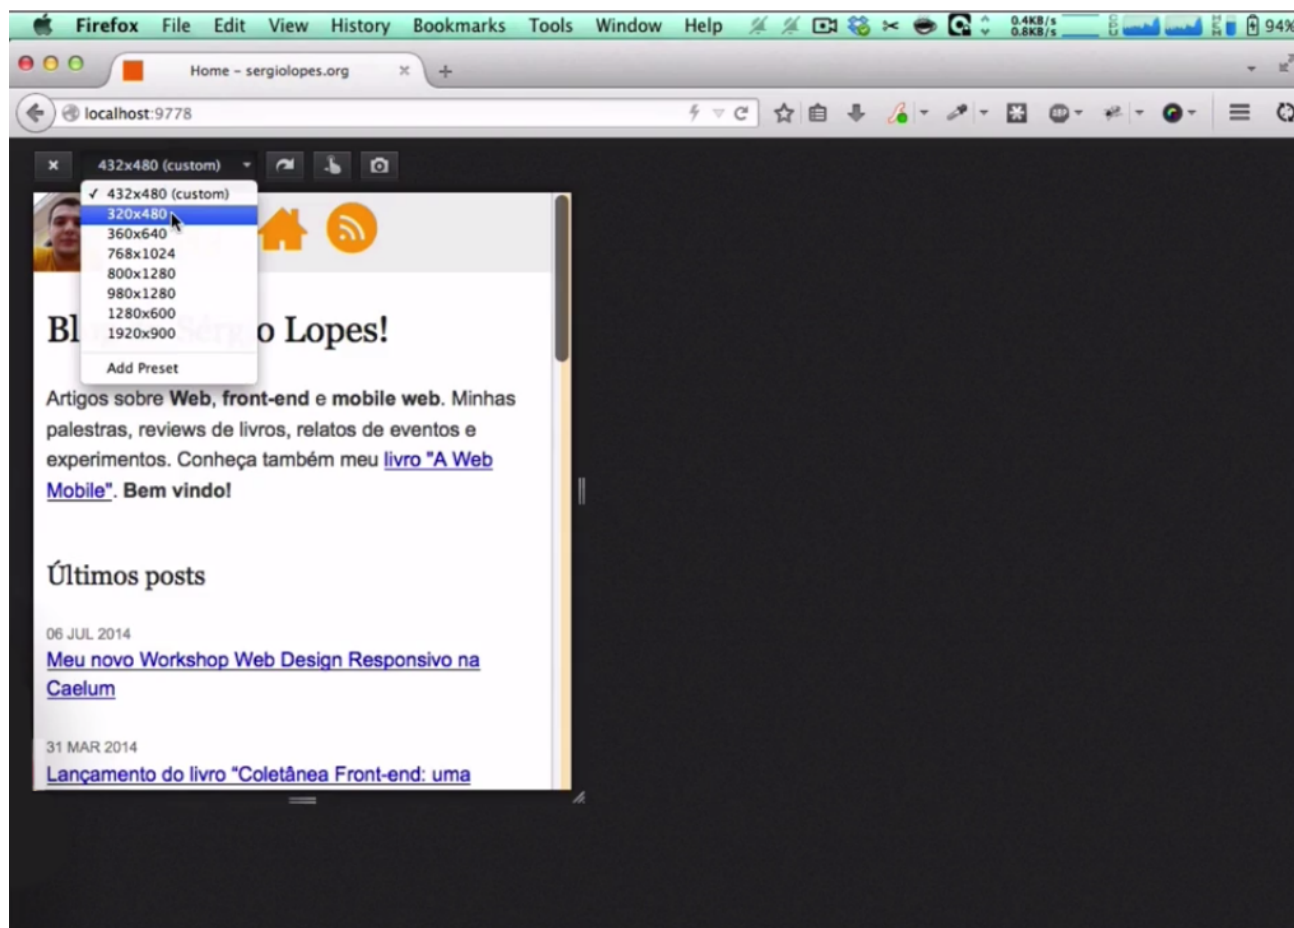 Firefox File Edit View History Bookmarks Tools Window Help 0.4KB/s 0.8KB/s 94%
Home – sergiolopes.org
localhost:9778
432x480 (custom)
✓ 432x480 (custom)
320x480
360x640
768x1024
800x1280
980x1280
1280x600
1920x900
Add Preset
Bl o Lopes!
Artigos sobre Web, front-end e mobile web. Minhas
palestras, reviews de livros, relatos de eventos e
experimentos. Conheça também meu livro "A Web
Mobile". Bem vindo!
Últimos posts
06 JUL 2014
Meu novo Workshop Web Design Responsivo na
Caelum
31 MAR 2014
Lançamento do livro "Coletânea Front-end: uma